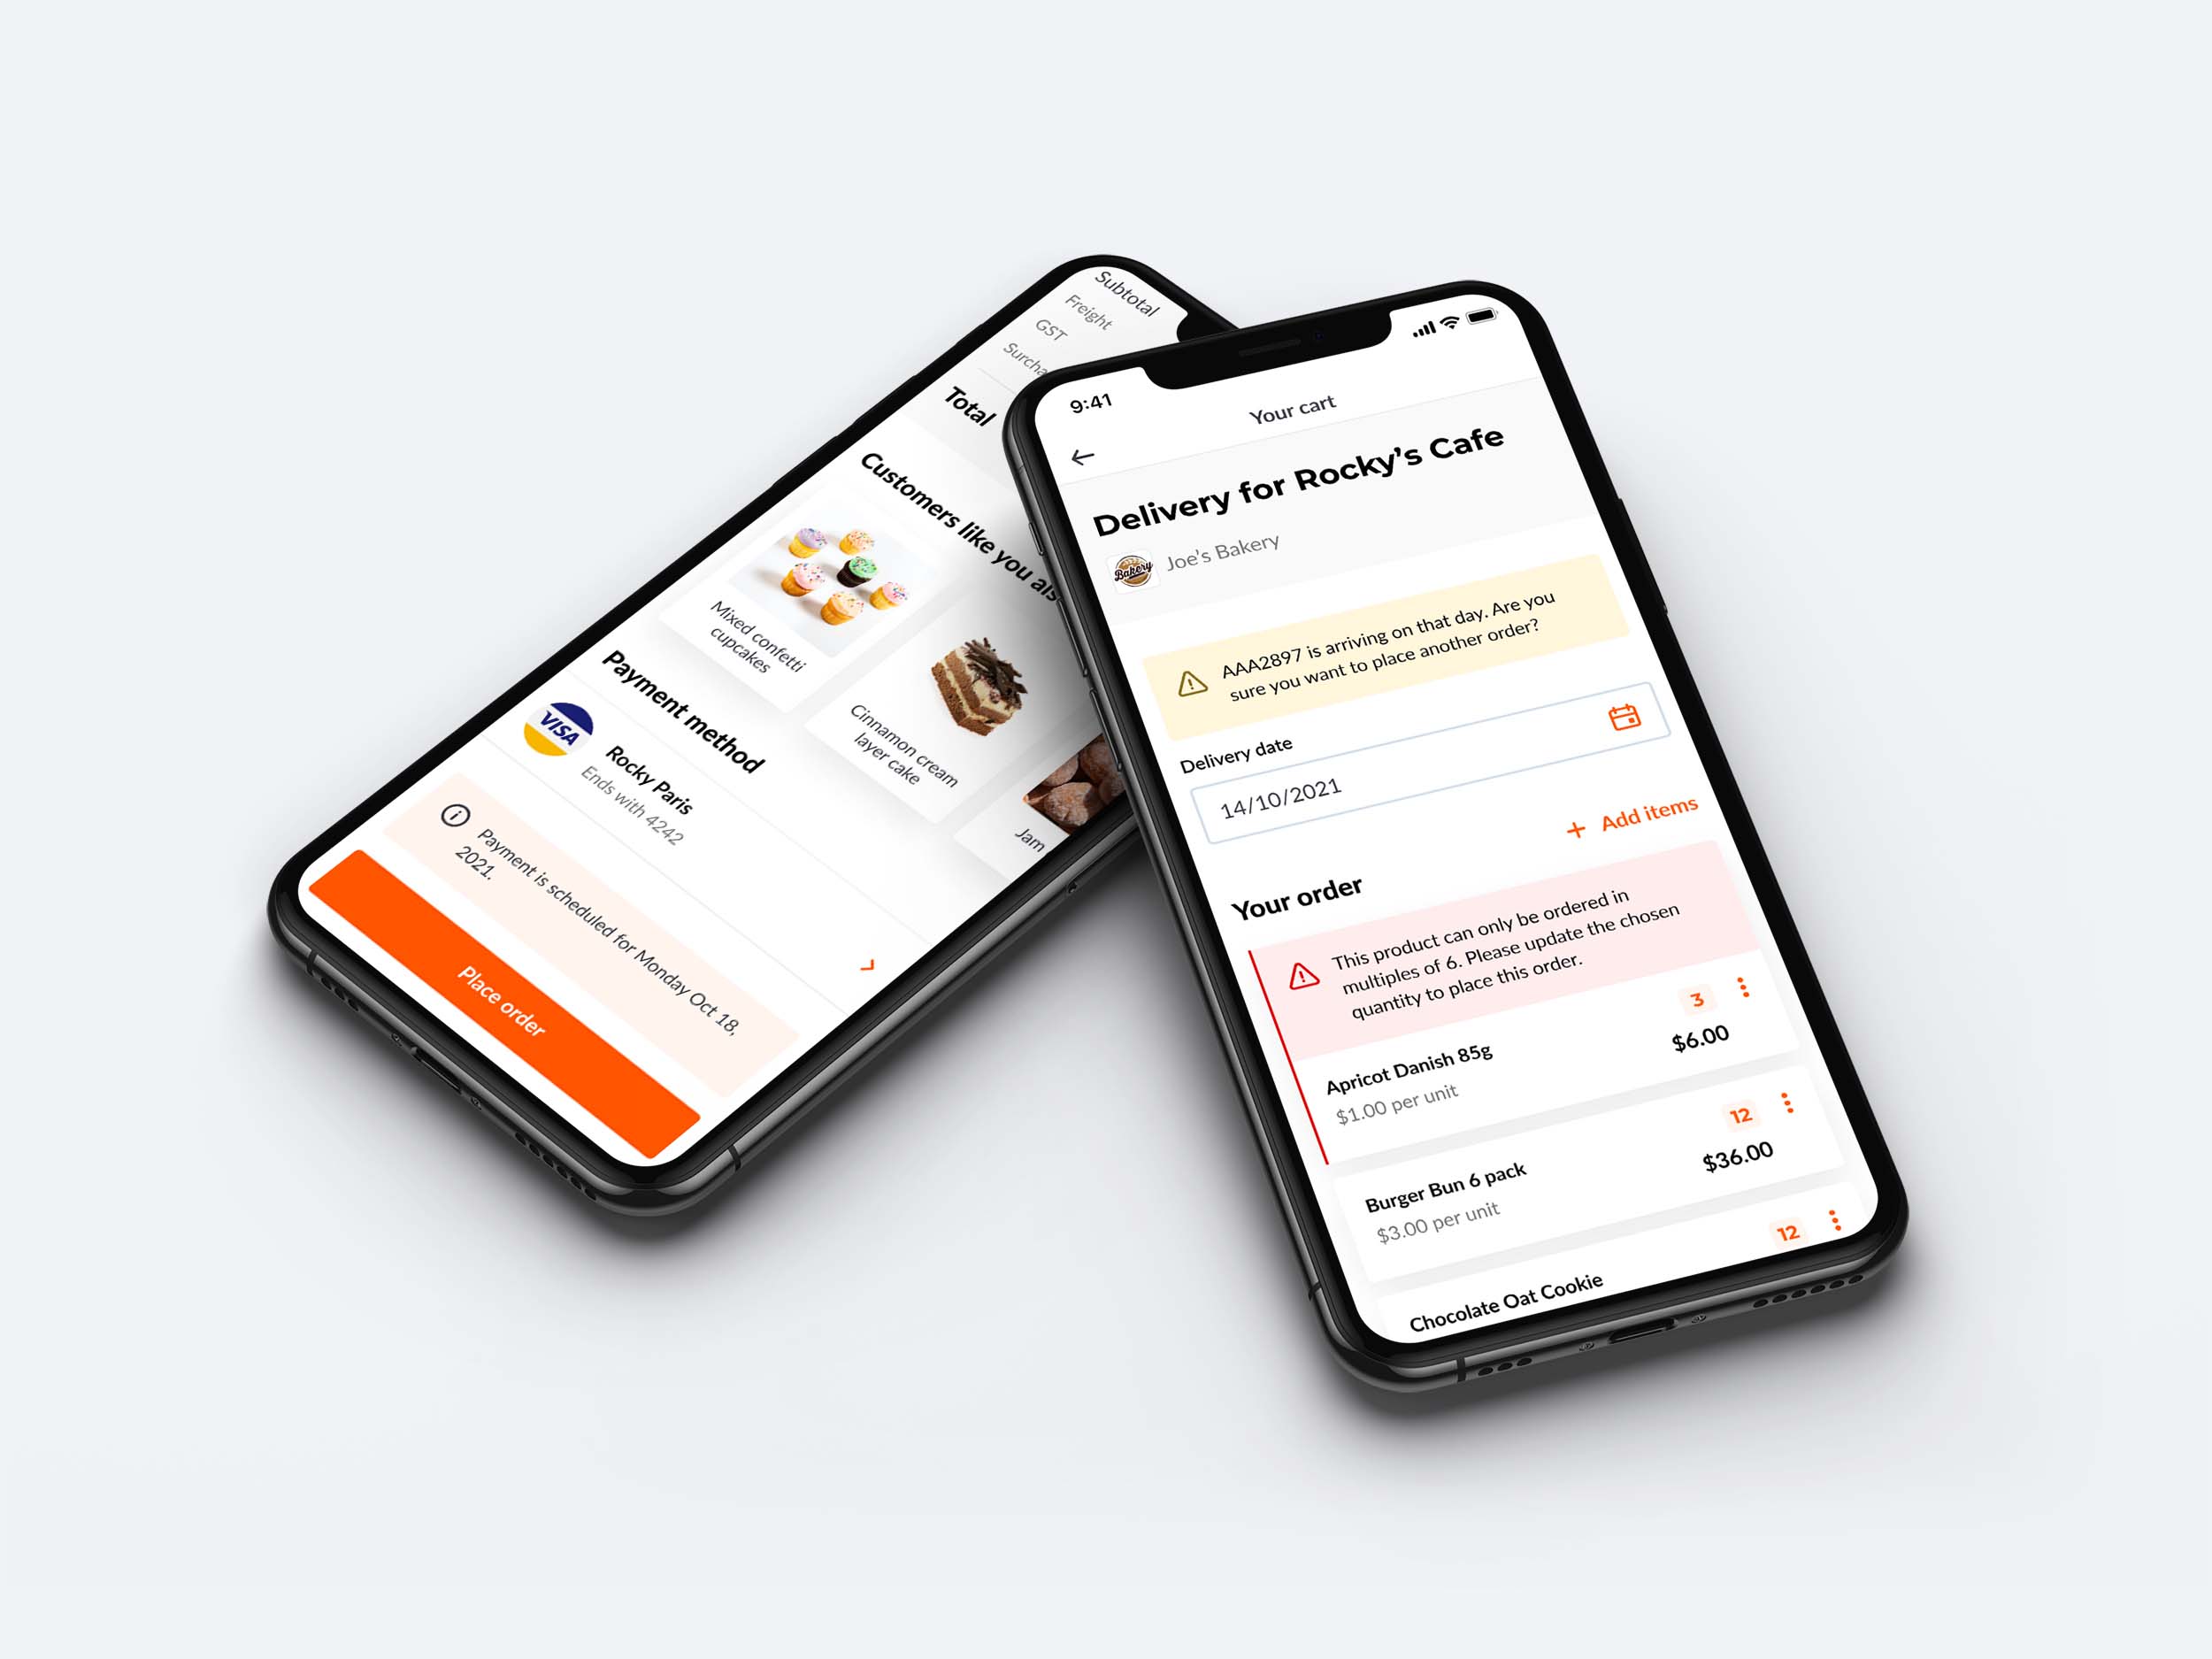 Subtotal
Freight
GST
Total
Customers like you
Mixed confetti
cupcakes
Cinnamon cream
layer cake
Jam
Payment method
VISA
Rocky Paris
Ends with 4242
Payment is scheduled for Monday Oct 18,
2021.
Place order
9:41
Your cart
Delivery for Rocky's Cafe
Bakery
Joe's Bakery
AAA2897 is arriving on that day. Are you
sure you want to place another order?
Delivery date
14/10/2021
+ Add items
Your order
This product can only be ordered in
multiples of 6. Please update the chosen
quantity to place this order.
3
Apricot Danish 85g
$6.00
$1.00 per unit
12
Burger Bun 6 pack
$36.00
$3.00 per unit
12
Chocolate Oat Cookie